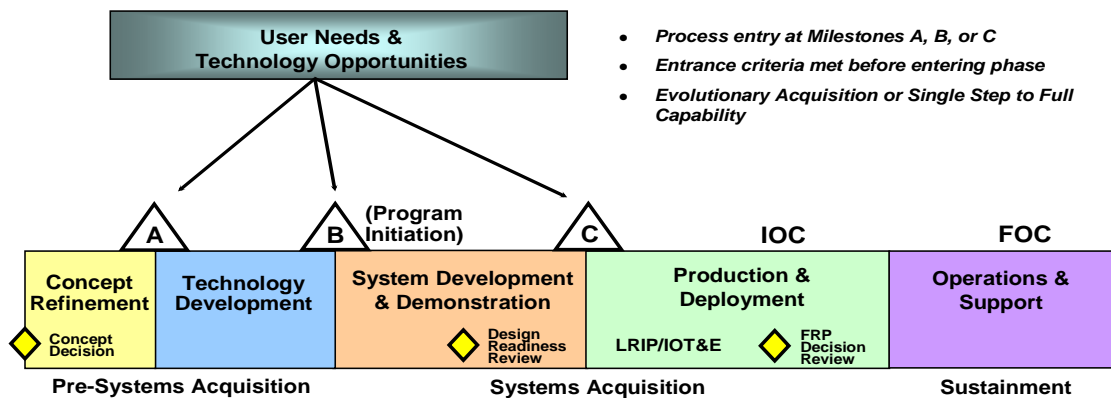 User Needs &
Technology Opportunities
• Process entry at Milestones A, B, or C
• Entrance criteria met before entering phase
• Evolutionary Acquisition or Single Step to Full
Capability
A
B
(Program
Initiation)
C
IOC
FOC
Concept
Refinement
Technology
Development
System Development
& Demonstration
Production &
Deployment
Operations &
Support
Concept
Decision
Design
Readiness
Review
LRIP/IOT&E
FRP
Decision
Review
Pre-Systems Acquisition
Systems Acquisition
Sustainment